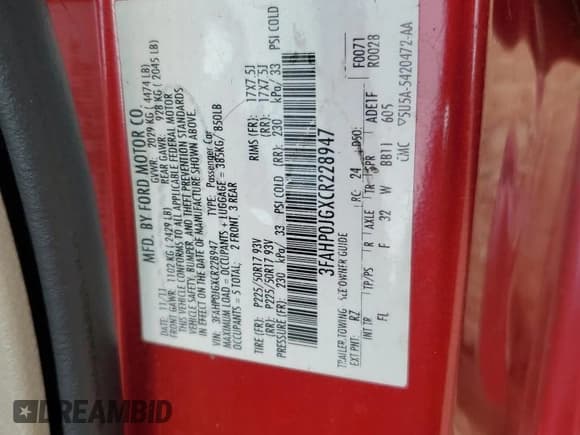 MFD. BY FORD MOTOR CO.
DATE: 11/11 GVWR: 2029 KG ( 4474 LB)
FRONT GAWR: 1102 KG ( 2429 LB) REAR GAWR: 928 KG ( 2045 LB)
THIS VEHICLE CONFORMS TO ALL APPLICABLE FEDERAL MOTOR
VEHICLE SAFETY, BUMPER, AND THEFT PREVENTION STANDARDS
IN EFFECT ON THE DATE OF MANUFACTURE SHOWN ABOVE.
VIN: 3FAHP0JGXCR228947 TYPE: Passenger Car
MAXIMUM LOAD = OCCUPANTS + LUGGAGE = 385KG/ 850LB
OCCUPANTS = 5 TOTAL; 2 FRONT, 3 REAR
TIRE (FR): P225/50R17 93V RIMS (FR): 17X7.5J
(RR): P225/50R17 93V (RR): 17X7.5J
PRESSURE (FR): 230 kPa/ 33 PSI COLD (RR): 230 kPa/ 33 PSI COLD
3FAHP0JGXCR228947
TRAILER TOWING - SEE OWNER GUIDE F0071
EXT PNT: RZ RC: 24 DSO: R0028
INT TR TP/PS R AXLE TR SPR ADE1F
FL F 32 W BB11 605
CMC 5U5A-5420472-AA
DREAMBID